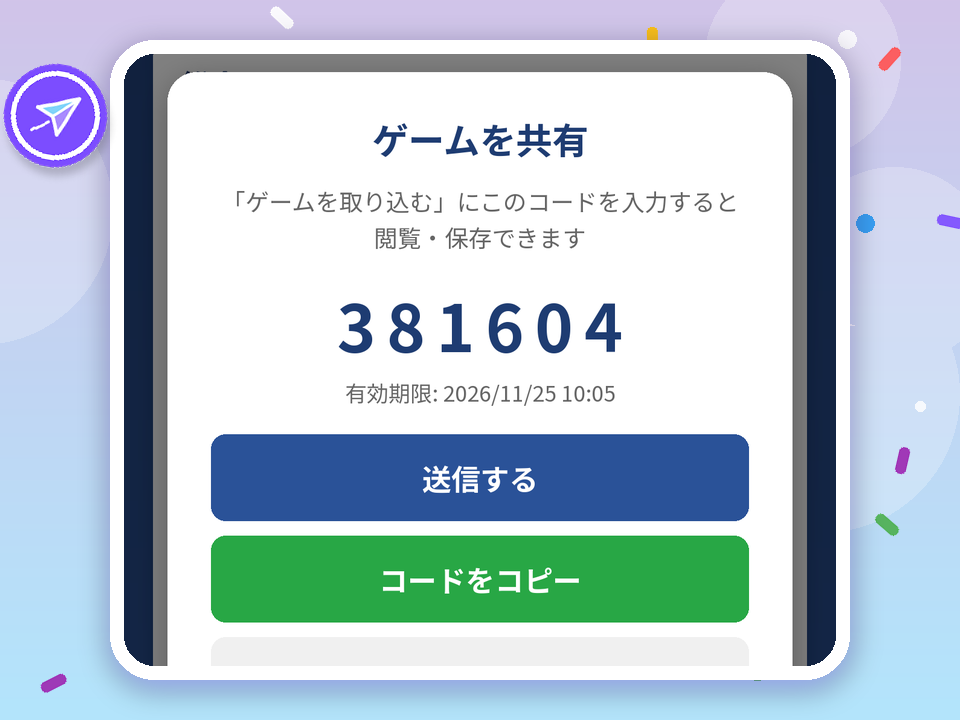 ゲームを共有
「ゲームを取り込む」にこのコードを入力すると
閲覧・保存できます
381604
有効期限: 2026/11/25 10:05
送信する
コードをコピー